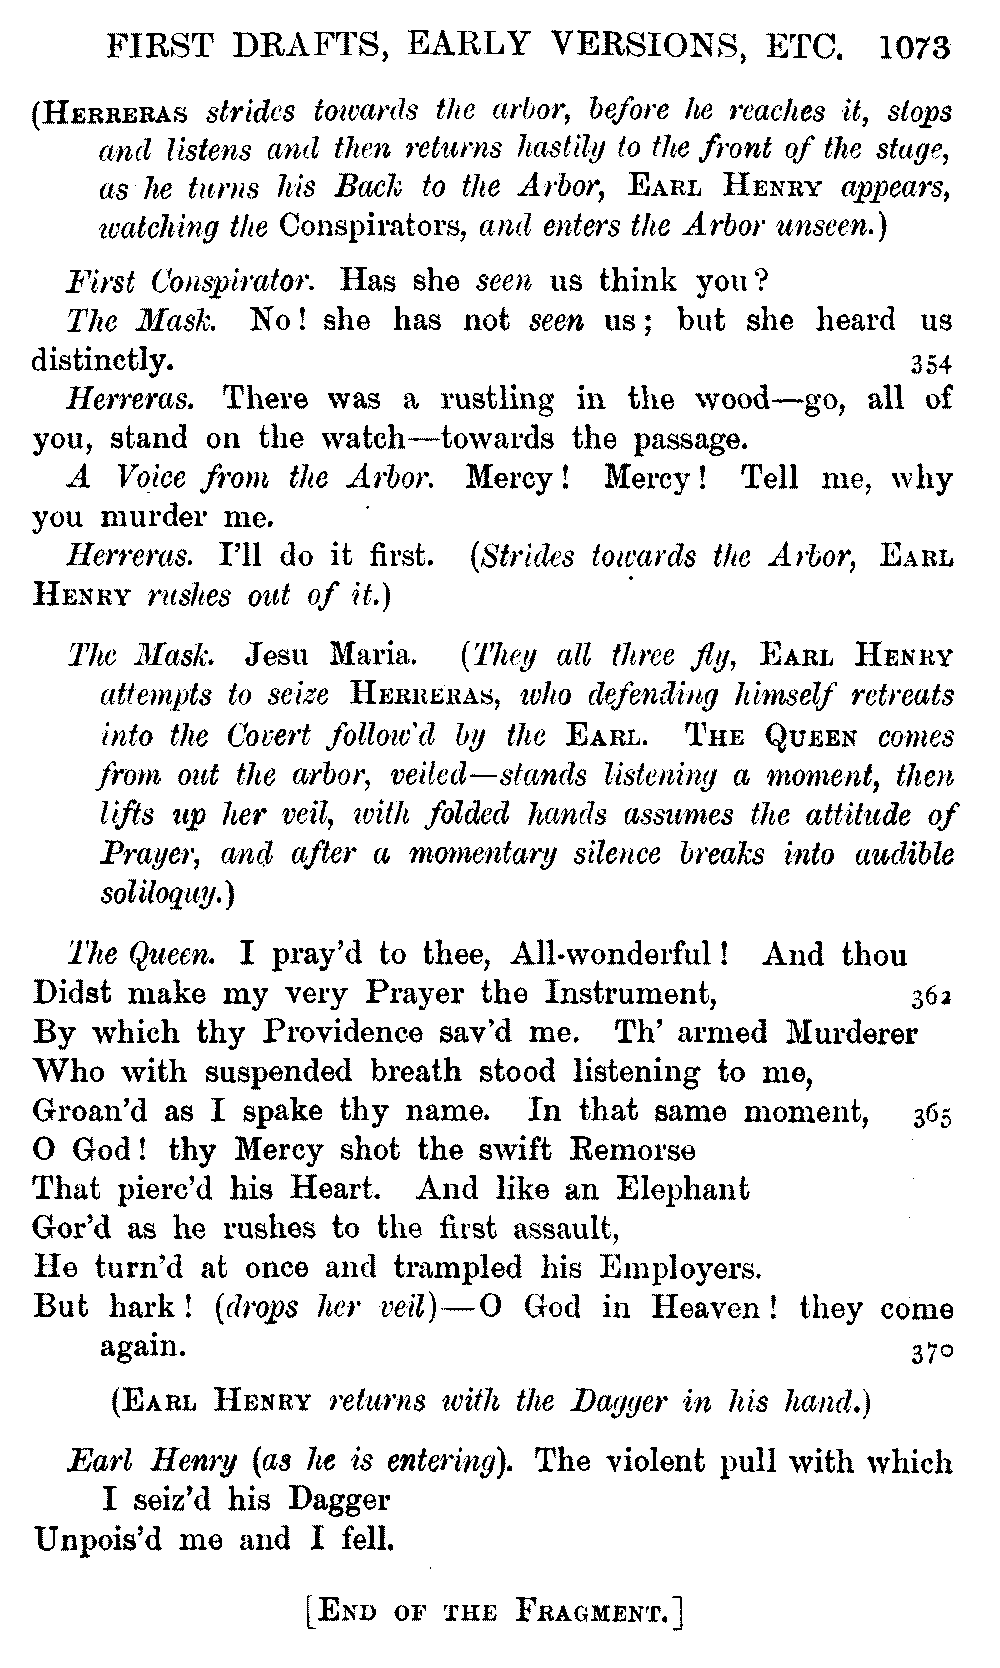 FIRST DRAFTS, EARLY VERSIONS, ETC. 1073
(HERRERAS strides towards the arbor, before he reaches it, stops
and listens and then returns hastily to the front of the stage,
as he turns his Back to the Arbor, EARL HENRY appears,
watching the Conspirators, and enters the Arbor unseen.)
First Conspirator. Has she seen us think you?
The Mask. No! she has not seen us; but she heard us
distinctly. 354
Herreras. There was a rustling in the wood—go, all of
you, stand on the watch—towards the passage.
A Voice from the Arbor. Mercy! Mercy! Tell me, why
you murder me.
Herreras. I'll do it first. (Strides towards the Arbor, EARL
HENRY rushes out of it.)
The Mask. Jesu Maria. (They all three fly, EARL HENRY
attempts to seize HERRERAS, who defending himself retreats
into the Covert follow'd by the EARL. THE QUEEN comes
from out the arbor, veiled—stands listening a moment, then
lifts up her veil, with folded hands assumes the attitude of
Prayer, and after a momentary silence breaks into audible
soliloquy.)
The Queen. I pray'd to thee, All-wonderful! And thou
Didst make my very Prayer the Instrument, 362
By which thy Providence sav'd me. Th' armed Murderer
Who with suspended breath stood listening to me,
Groan'd as I spake thy name. In that same moment, 365
O God! thy Mercy shot the swift Remorse
That pierc'd his Heart. And like an Elephant
Gor'd as he rushes to the first assault,
He turn'd at once and trampled his Employers.
But hark! (drops her veil)—O God in Heaven! they come
again. 370
(EARL HENRY returns with the Dagger in his hand.)
Earl Henry (as he is entering). The violent pull with which
I seiz'd his Dagger
Unpois'd me and I fell.
[END OF THE FRAGMENT.]